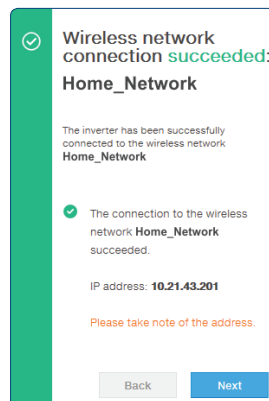 Wireless network
connection succeeded:
Home_Network
The inverter has been successfully
connected to the wireless network
Home_Network
The connection to the wireless
network Home_Network
succeeded.
IP address: 10.21.43.201
Please take note of the address.
Back
Next